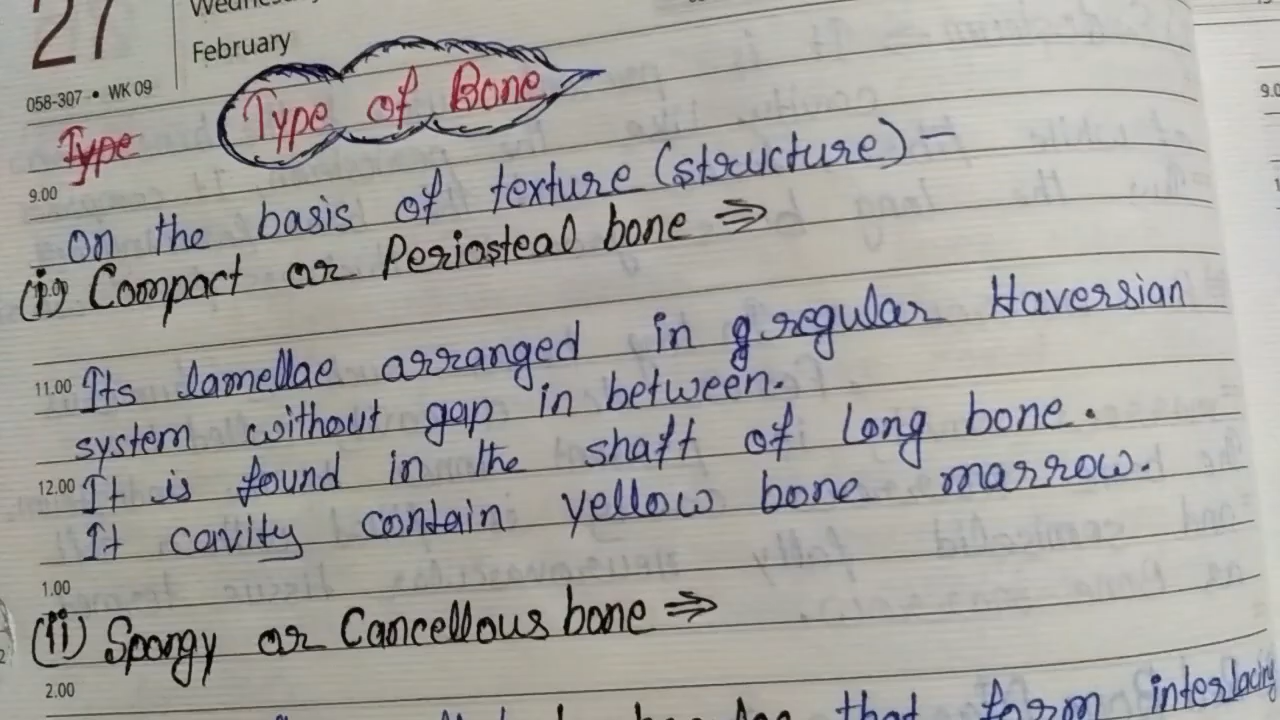 27
Wednes
February
058-307 • WK 09
Type
Type of Bone
9.00
On the basis of texture (structure) —
(i) Compact or Periosteal bone ⇒
11.00 Its lamellae arranged in regular Haversian
system without gap in between.
12.00 It is found in the shaft of long bone.
It cavity contain yellow bone marrow.
1.00
(ii) Spongy or Cancellous bone ⇒
2.00
that form interlacing
9.0